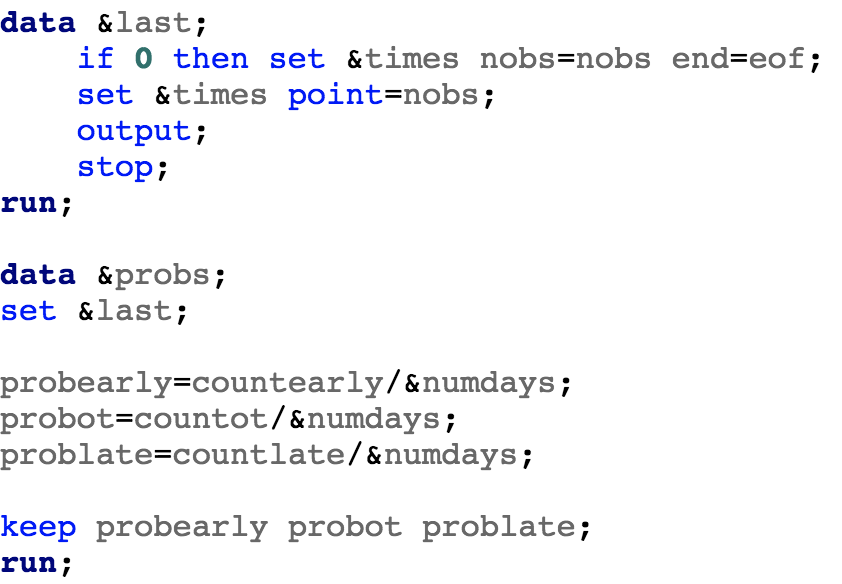 data &last;
    if 0 then set &times nobs=nobs end=eof;
    set &times point=nobs;
    output;
    stop;
run;

data &probs;
set &last;

probearly=countearly/&numdays;
probot=countot/&numdays;
problate=countlate/&numdays;

keep probearly probot problate;
run;